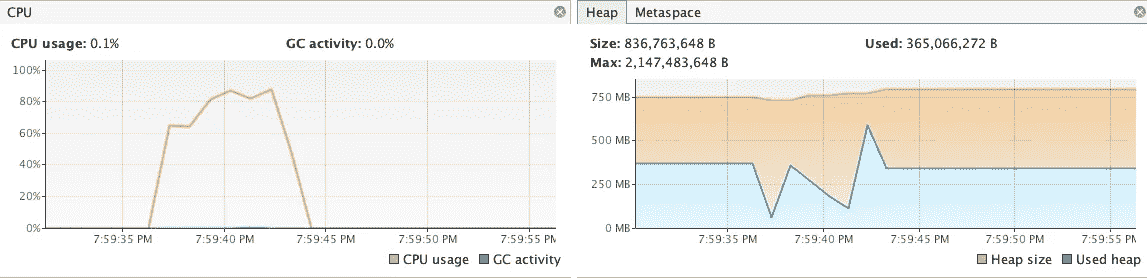 CPU
CPU usage: 0.1% GC activity: 0.0%
100%
80%
60%
40%
20%
0%
7:59:35 PM 7:59:40 PM 7:59:45 PM 7:59:50 PM 7:59:55 PM
CPU usage GC activity
Heap Metaspace
Size: 836,763,648 B Used: 365,066,272 B
Max: 2,147,483,648 B
750 MB
500 MB
250 MB
0 MB
7:59:35 PM 7:59:40 PM 7:59:45 PM 7:59:50 PM 7:59:55 PM
Heap size Used heap